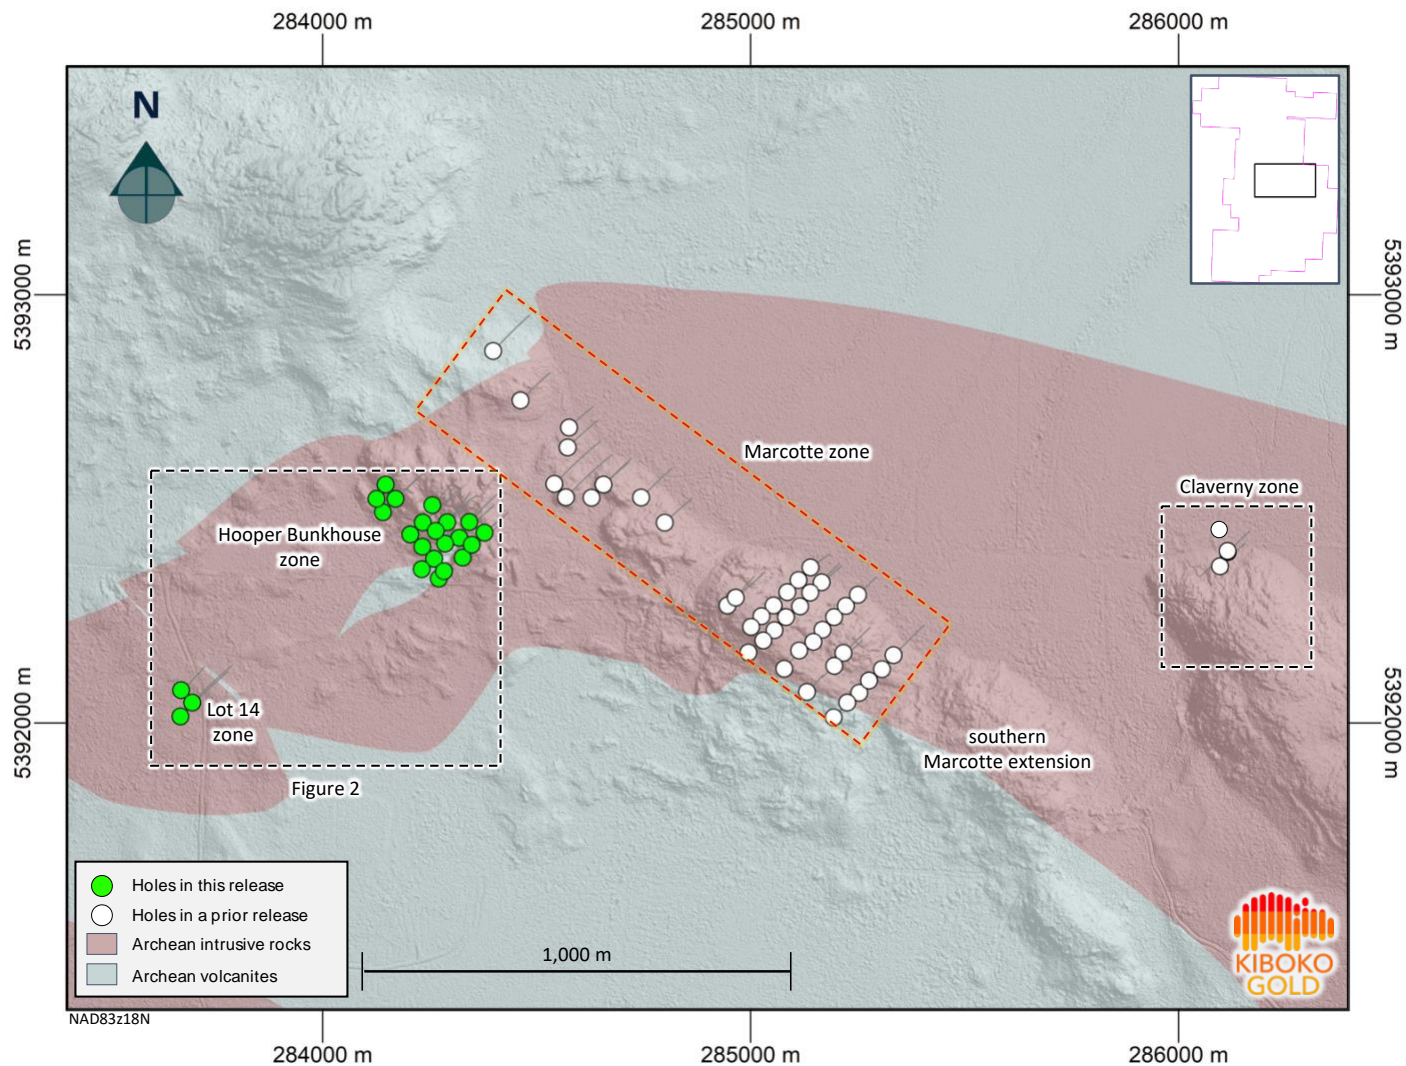 284000 m
285000 m
286000 m
N
5393000 m
5393000 m
Marcotte zone
Claverny zone
Hooper Bunkhouse
zone
Lot 14
zone
5392000 m
5392000 m
southern
Marcotte extension
Figure 2
Holes in this release
Holes in a prior release
Archean intrusive rocks
Archean volcanites
1,000 m
KIBOKO
GOLD
NAD83z18N
284000 m
285000 m
286000 m